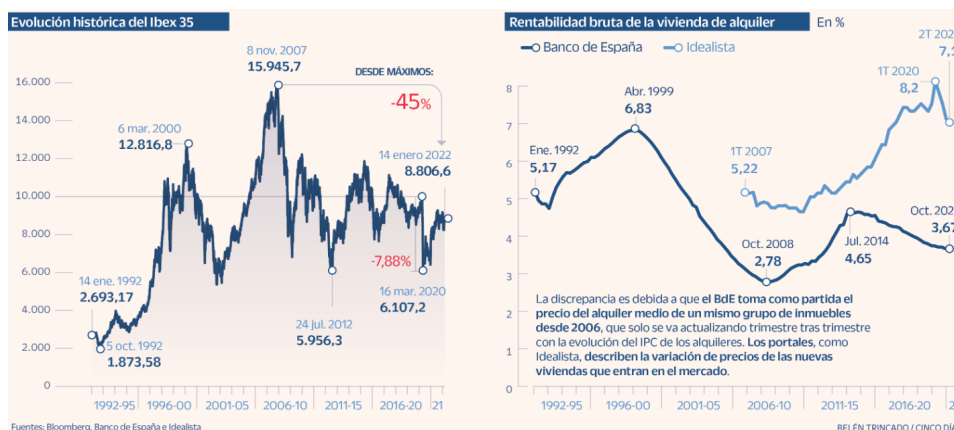 Evolución histórica del Ibex 35
8 nov. 2007
15.945,7
DESDE MÁXIMOS:
-45%
16.000
14.000
12.000
10.000
8.000
6.000
4.000
2.000
0
6 mar. 2000
12.816,8
14 enero 2022
8.806,6
-7,88%
16 mar. 2020
6.107,2
14 ene. 1992
2.693,17
5 oct. 1992
1.873,58
24 jul. 2012
5.956,3
1992-95 1996-00 2001-05 2006-10 2011-15 2016-20 21
Fuentes: Bloomberg, Banco de España e Idealista
Rentabilidad bruta de la vivienda de alquiler En %
Banco de España Idealista
8
7
6
5
4
3
2
1
0
2T 202
7,1
1T 2020
8,2
Abr. 1999
6,83
Ene. 1992
5,17
1T 2007
5,22
Oct. 2008
2,78
Jul. 2014
4,65
Oct. 202
3,67
La discrepancia es debida a que el BdE toma como partida el
precio del alquiler medio de un mismo grupo de inmuebles
desde 2006, que solo se va actualizando trimestre tras trimestre
con la evolución del IPC de los alquileres. Los portales, como
Idealista, describen la variación de precios de las nuevas
viviendas que entran en el mercado.
1992-95 1996-00 2001-05 2006-10 2011-15 2016-20 2
BELÉN TRINCADO / CINCO DÍA